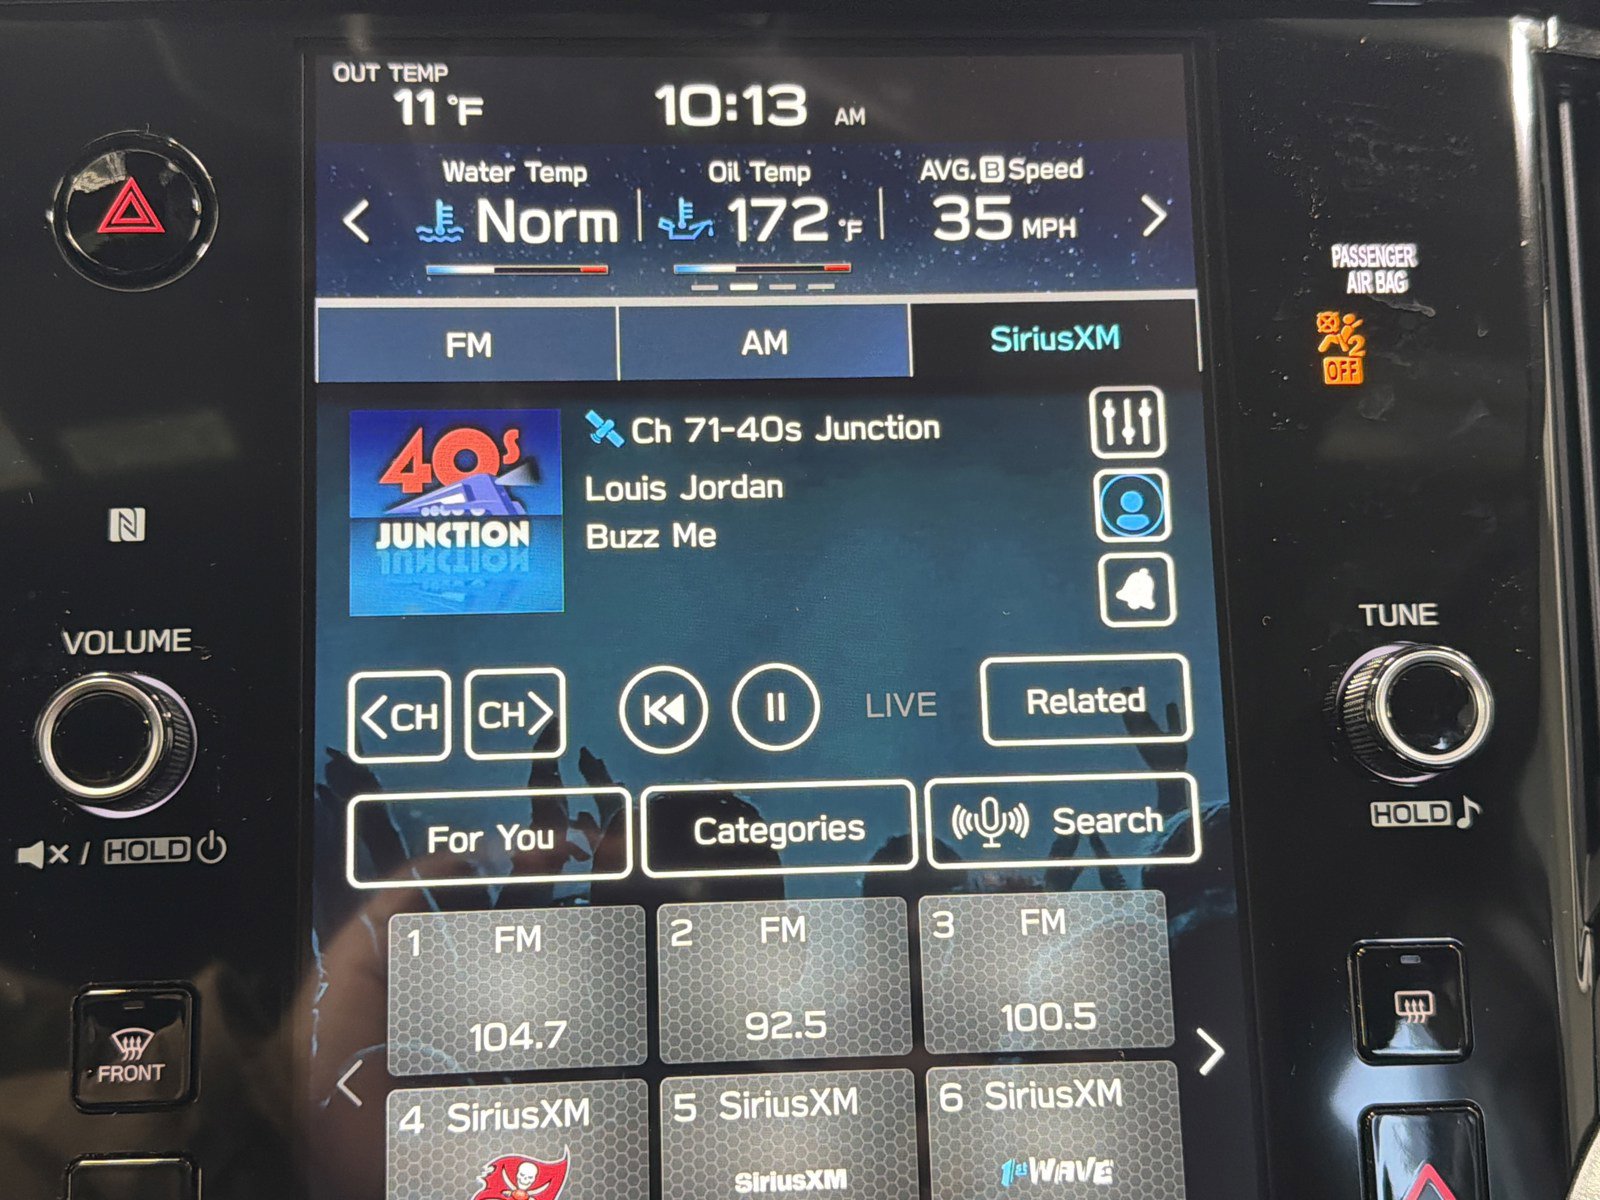 OUT TEMP
11 °F
10:13 AM
Water Temp
Norm
Oil Temp
172 °F
AVG. B Speed
35 MPH
PASSENGER
AIR BAG
2
OFF
FM
AM
SiriusXM
40s
JUNCTION
Ch 71-40s Junction
Louis Jordan
Buzz Me
N
VOLUME
TUNE
<CH
CH>
LIVE
Related
For You
Categories
Search
x / HOLD
HOLD
1 FM
104.7
2 FM
92.5
3 FM
100.5
FRONT
4 SiriusXM
5 SiriusXM
SiriusXM
6 SiriusXM
1st WAVE